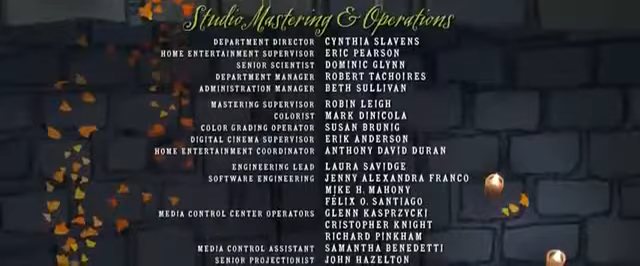 Studio Mastering & Operations
DEPARTMENT DIRECTOR CYNTHIA SLAVENS
HOME ENTERTAINMENT SUPERVISOR ERIC PEARSON
SENIOR SCIENTIST DOMINIC GLYNN
DEPARTMENT MANAGER ROBERT TACHOIRES
ADMINISTRATION MANAGER BETH SULLIVAN
MASTERING SUPERVISOR ROBIN LEIGH
COLORIST MARK DINICOLA
COLOR GRADING OPERATOR SUSAN BRUNIG
DIGITAL CINEMA SUPERVISOR ERIK ANDERSON
HOME ENTERTAINMENT COORDINATOR ANTHONY DAVID DURAN
ENGINEERING LEAD LAURA SAVIDGE
SOFTWARE ENGINEERING JENNY ALEXANDRA FRANCO
MIKE H. MAHONY
FÉLIX O. SANTIAGO
MEDIA CONTROL CENTER OPERATORS GLENN KASPRZYCKI
CRISTOPHER KNIGHT
RICHARD PINKHAM
MEDIA CONTROL ASSISTANT SAMANTHA BENEDETTI
SENIOR PROJECTIONIST JOHN HAZELTON